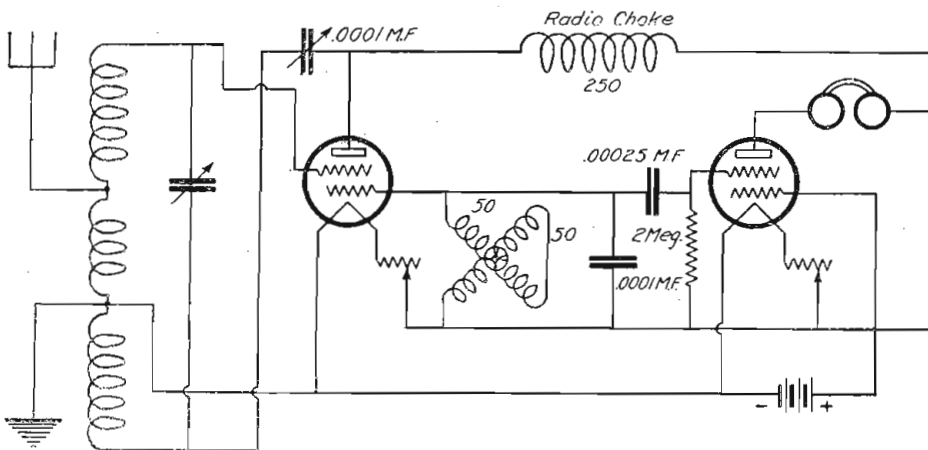 Radio Choke
.0001 M.F.
250
.00025 M.F.
50
50
2 Meg.
.0001 M.F.
- +